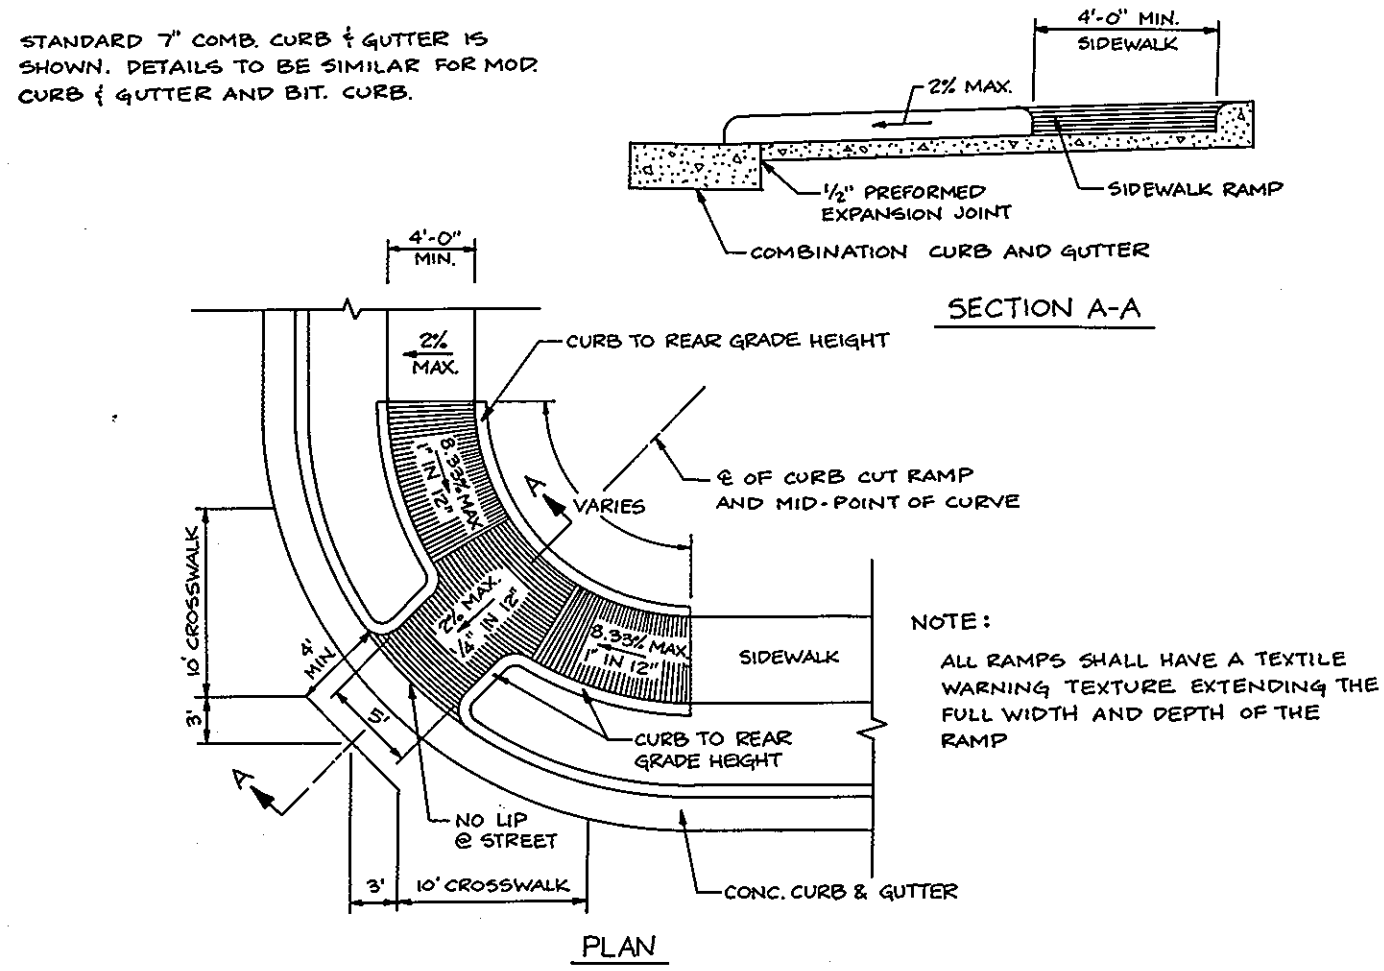 STANDARD 7" COMB. CURB & GUTTER IS
SHOWN. DETAILS TO BE SIMILAR FOR MOD.
CURB & GUTTER AND BIT. CURB.
4'-0" MIN.
SIDEWALK
2% MAX.
1/2" PREFORMED
EXPANSION JOINT
SIDEWALK RAMP
COMBINATION CURB AND GUTTER
SECTION A-A
4'-0"
MIN.
2%
MAX.
CURB TO REAR GRADE HEIGHT
8.33% MAX
1" IN 12"
A
VARIES
℄ OF CURB CUT RAMP
AND MID-POINT OF CURVE
10' CROSSWALK
3'
4'
MIN.
5'
2% MAX.
1/4" IN 12"
8.33% MAX
1" IN 12"
SIDEWALK
NOTE:
ALL RAMPS SHALL HAVE A TEXTILE
WARNING TEXTURE EXTENDING THE
FULL WIDTH AND DEPTH OF THE
RAMP
CURB TO REAR
GRADE HEIGHT
A
NO LIP
@ STREET
3'
10' CROSSWALK
CONC. CURB & GUTTER
PLAN